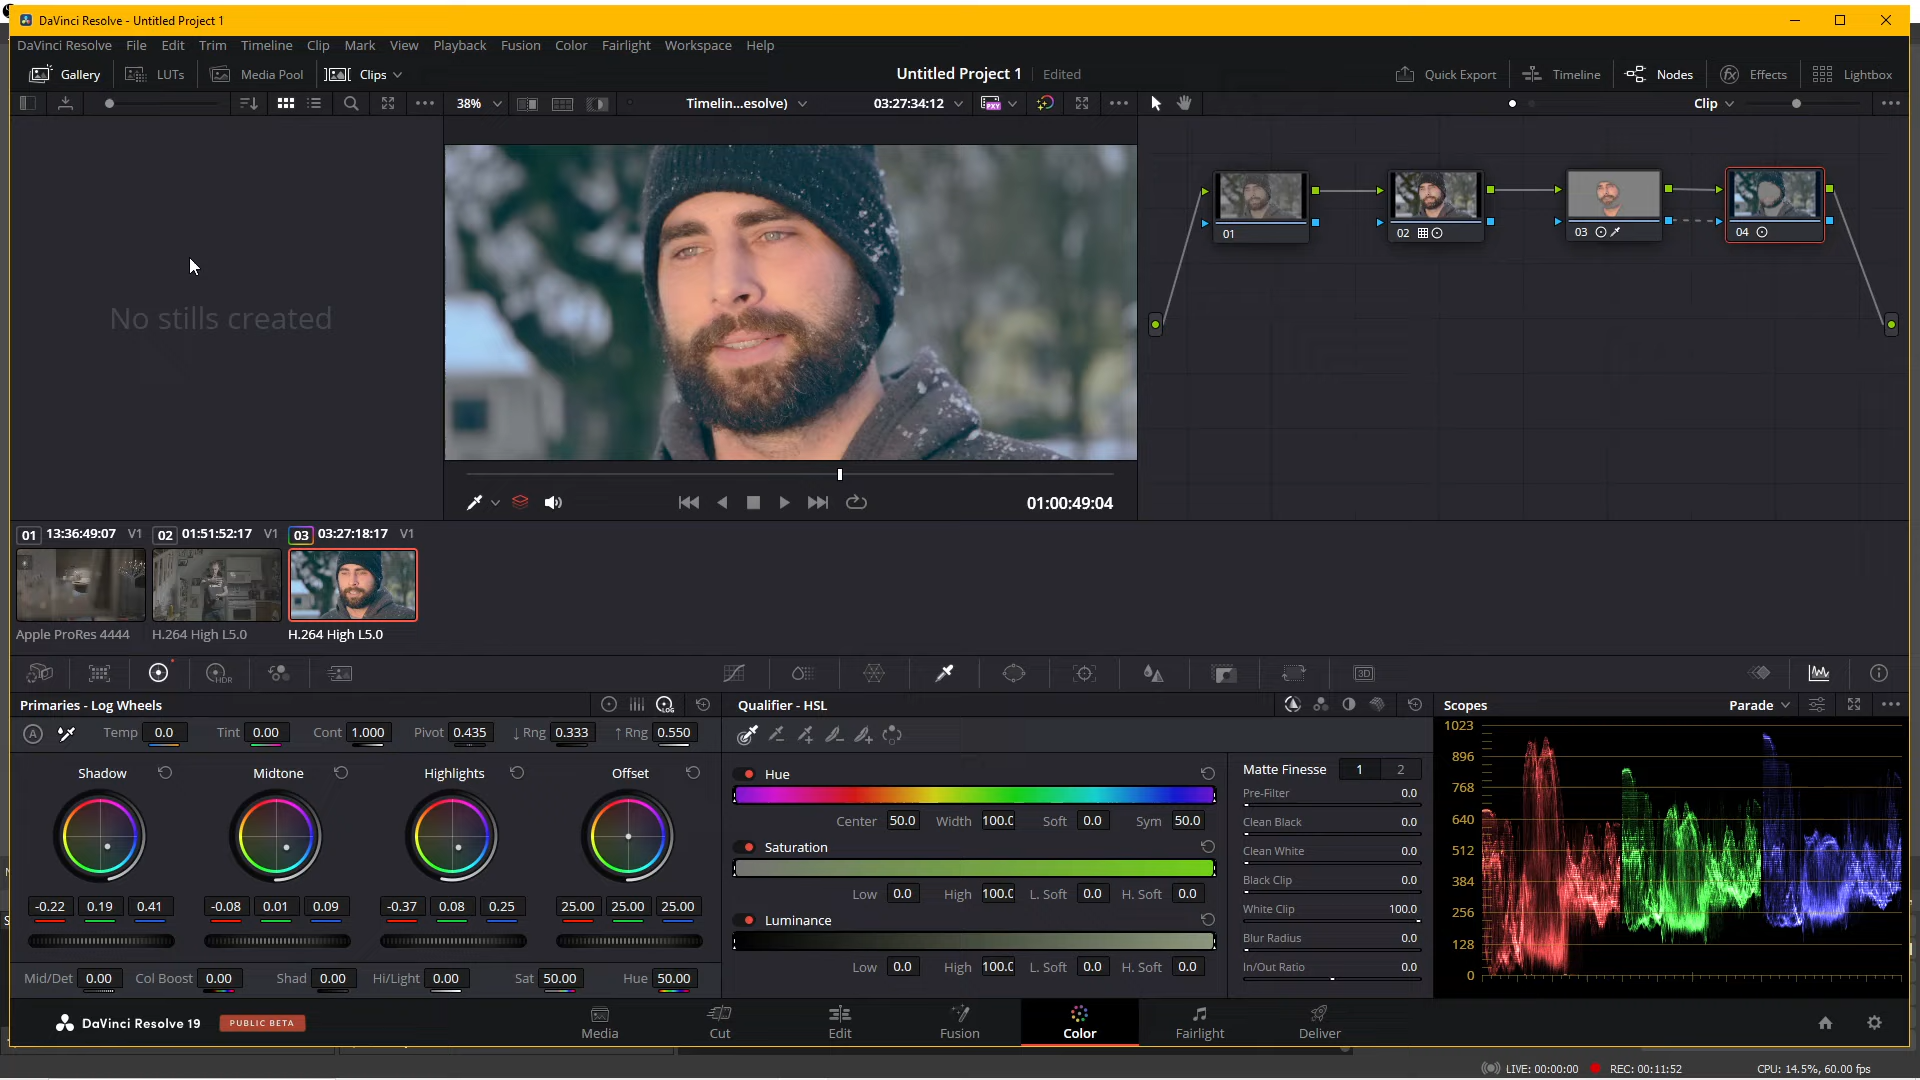 DaVinci Resolve - Untitled Project 1
DaVinci Resolve File Edit Trim Timeline Clip Mark View Playback Fusion Color Fairlight Workspace Help
Gallery LUTs Media Pool Clips Untitled Project 1 Edited Quick Export Timeline Nodes Effects Lightbox
38% Timelin...esolve) 03:27:34:12 PXY Clip
No stills created
01
02
03
04
01:00:49:04
01 13:36:49:07 V1 02 01:51:52:17 V1 03 03:27:18:17 V1
Apple ProRes 4444 H.264 High L5.0 H.264 High L5.0
HDR
3D
Primaries - Log Wheels
LOG
A Temp 0.0 Tint 0.00 Cont 1.000 Pivot 0.435 ↓ Rng 0.333 ↑ Rng 0.550
Shadow Midtone Highlights Offset
-0.22 0.19 0.41 -0.08 0.01 0.09 -0.37 0.08 0.25 25.00 25.00 25.00
Mid/Det 0.00 Col Boost 0.00 Shad 0.00 Hi/Light 0.00 Sat 50.00 Hue 50.00
Qualifier - HSL
Hue
Center 50.0 Width 100.0 Soft 0.0 Sym 50.0
Saturation
Low 0.0 High 100.0 L. Soft 0.0 H. Soft 0.0
Luminance
Low 0.0 High 100.0 L. Soft 0.0 H. Soft 0.0
Matte Finesse 1 2
Pre-Filter 0.0
Clean Black 0.0
Clean White 0.0
Black Clip 0.0
White Clip 100.0
Blur Radius 0.0
In/Out Ratio 0.0
Scopes Parade
1023
896
768
640
512
384
256
128
0
DaVinci Resolve 19 PUBLIC BETA
Media Cut Edit Fusion Color Fairlight Deliver
LIVE: 00:00:00 REC: 00:11:52 CPU: 14.5%, 60.00 fps